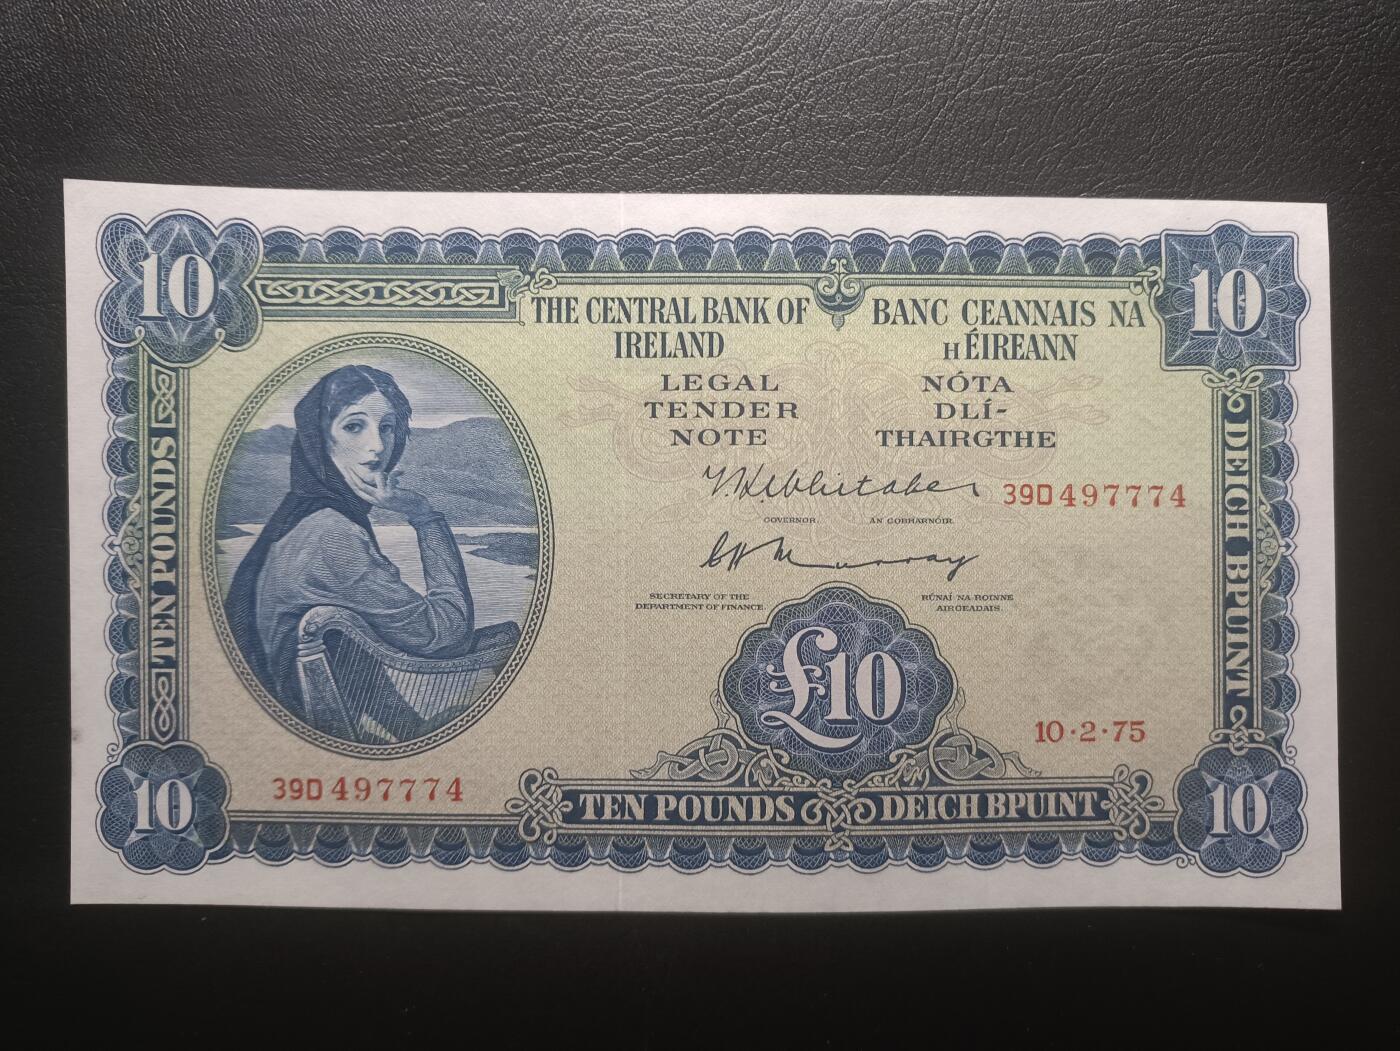 10
10
THE CENTRAL BANK OF
IRELAND
BANC CEANNAIS NA
hÉIREANN
LEGAL
TENDER
NOTE
NÓTA
DLÍ-
THAIRGTHE
T.K. Whitaker
39D 497774
GOVERNOR.
AN GOBHARNÓIR.
C H Murray
SECRETARY OF THE
DEPARTMENT OF FINANCE.
RÚNAÍ NA ROINNE
AIRGEADAIS.
TEN POUNDS
DEICH BPUINT
£10
10·2·75
39D 497774
10
TEN POUNDS
DEICH BPUINT
10